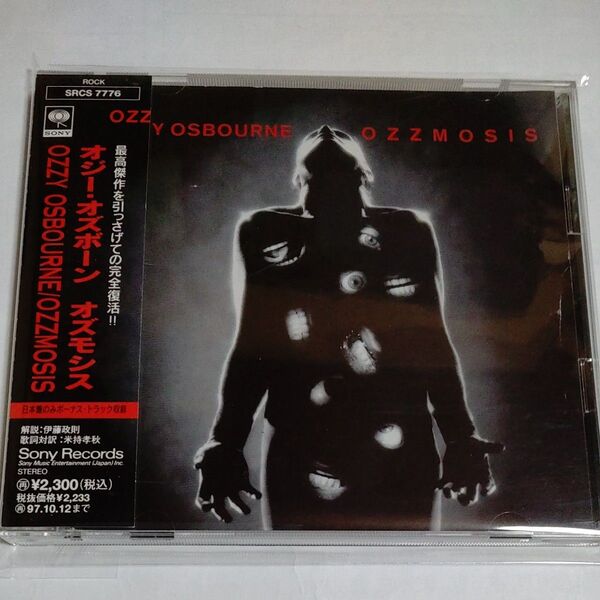 ROCK
SRCS 7776
SONY
オジー・オズボーン オズモシス
OZZY OSBOURNE/OZZMOSIS
最高傑作を引っさげての完全復活!!
日本盤のみボーナス・トラック収録
解説:伊藤政則
歌詞対訳:米持孝秋
Sony Records
Sony Music Entertainment (Japan) Inc.
STEREO
再¥2,300(税込)
税抜価格¥2,233
再97.10.12まで
OZZY OSBOURNE OZZMOSIS